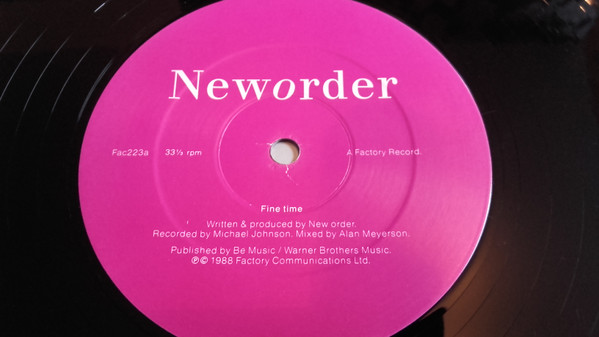 Neworder
Fac223a 33⅓ rpm A Factory Record.
Fine time
Written & produced by New order.
Recorded by Michael Johnson. Mixed by Alan Meyerson.
Published by Be Music / Warner Brothers Music.
℗© 1988 Factory Communications Ltd.